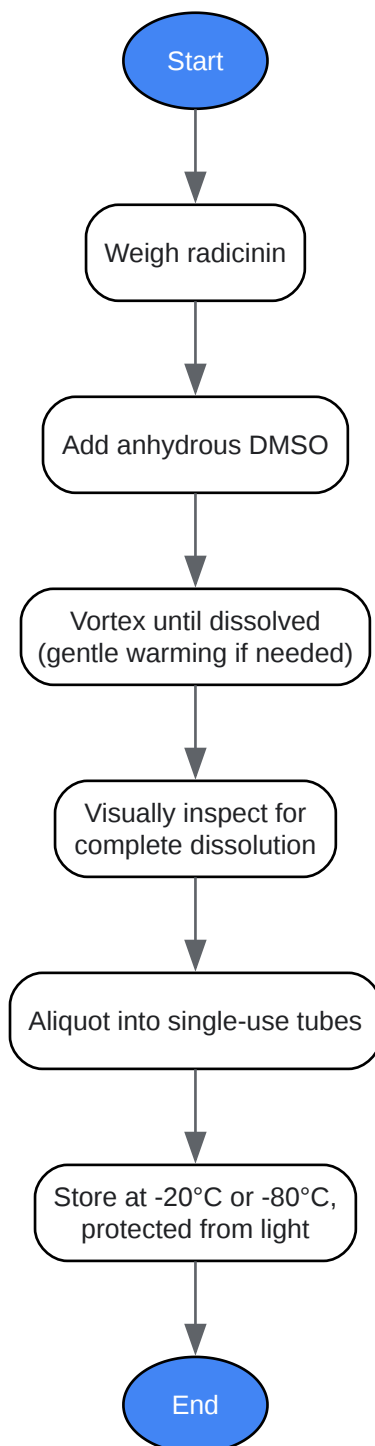 Start
Weigh radicinin
Add anhydrous DMSO
Vortex until dissolved
(gentle warming if needed)
Visually inspect for
complete dissolution
Aliquot into single-use tubes
Store at -20°C or -80°C,
protected from light
End